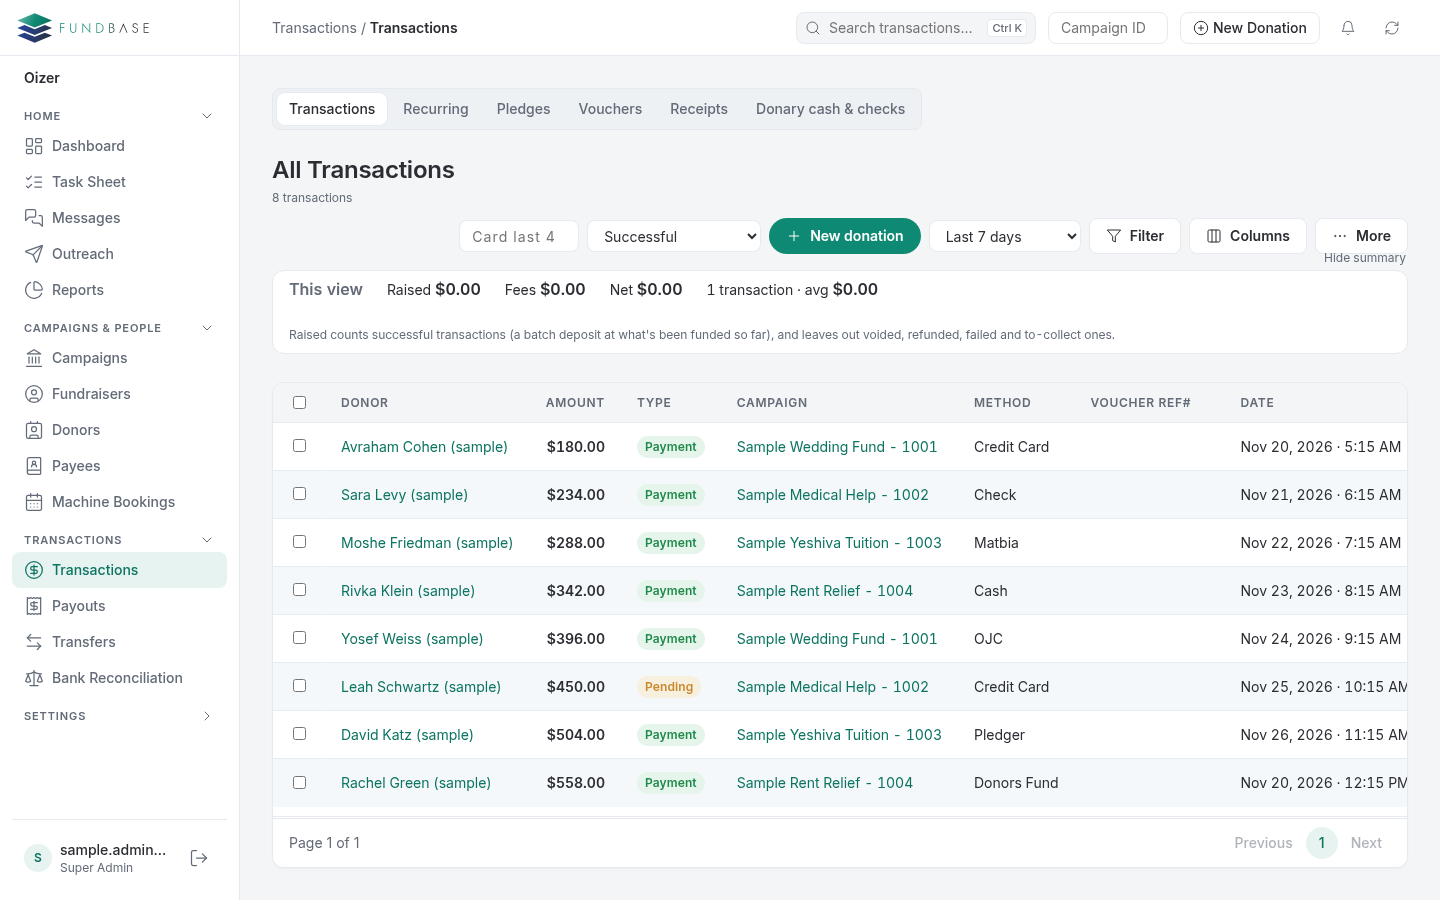 FUNDBASE
Transactions / Transactions
Search transactions... Ctrl K
Campaign ID
New Donation
Oizer
HOME
Dashboard
Task Sheet
Messages
Outreach
Reports
CAMPAIGNS & PEOPLE
Campaigns
Fundraisers
Donors
Payees
Machine Bookings
TRANSACTIONS
Transactions
Payouts
Transfers
Bank Reconciliation
SETTINGS
S
sample.admin...
Super Admin
Transactions Recurring Pledges Vouchers Receipts Donary cash & checks
All Transactions
8 transactions
Card last 4 Successful + New donation Last 7 days Filter Columns ··· More
Hide summary
This view Raised $0.00 Fees $0.00 Net $0.00 1 transaction · avg $0.00
Raised counts successful transactions (a batch deposit at what's been funded so far), and leaves out voided, refunded, failed and to-collect ones.
DONOR AMOUNT TYPE CAMPAIGN METHOD VOUCHER REF# DATE
Avraham Cohen (sample) $180.00 Payment Sample Wedding Fund - 1001 Credit Card Nov 20, 2026 · 5:15 AM
Sara Levy (sample) $234.00 Payment Sample Medical Help - 1002 Check Nov 21, 2026 · 6:15 AM
Moshe Friedman (sample) $288.00 Payment Sample Yeshiva Tuition - 1003 Matbia Nov 22, 2026 · 7:15 AM
Rivka Klein (sample) $342.00 Payment Sample Rent Relief - 1004 Cash Nov 23, 2026 · 8:15 AM
Yosef Weiss (sample) $396.00 Payment Sample Wedding Fund - 1001 OJC Nov 24, 2026 · 9:15 AM
Leah Schwartz (sample) $450.00 Pending Sample Medical Help - 1002 Credit Card Nov 25, 2026 · 10:15 AM
David Katz (sample) $504.00 Payment Sample Yeshiva Tuition - 1003 Pledger Nov 26, 2026 · 11:15 AM
Rachel Green (sample) $558.00 Payment Sample Rent Relief - 1004 Donors Fund Nov 20, 2026 · 12:15 PM
Page 1 of 1 Previous 1 Next